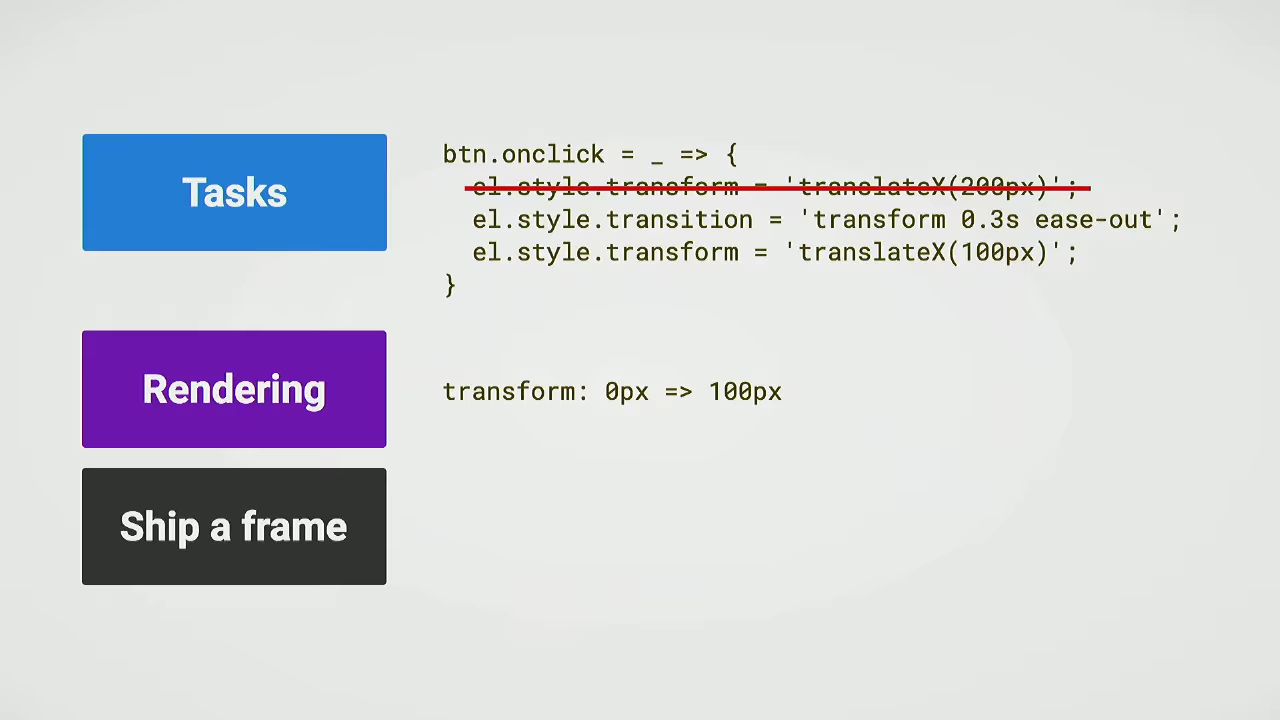 Tasks
btn.onclick = _ => {
el.style.transform = 'translateX(200px)';
el.style.transition = 'transform 0.3s ease-out';
el.style.transform = 'translateX(100px)';
}
Rendering
transform: 0px => 100px
Ship a frame